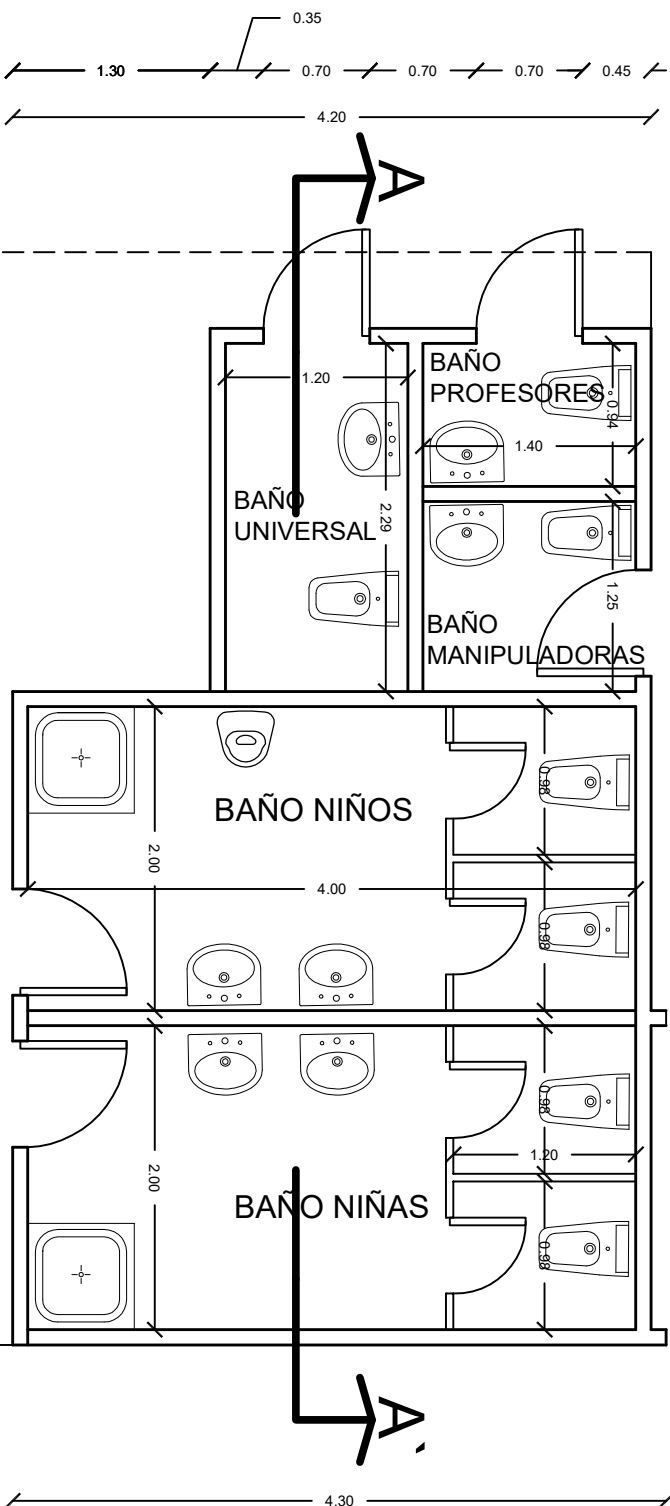 0.35
1.30
0.70
0.70
0.70
0.45
4.20
A
BAÑO
PROFESORES
0.94
1.20
1.40
BAÑO
UNIVERSAL
2.29
1.25
BAÑO
MANIPULADORAS
0.98
BAÑO NIÑOS
2.00
4.00
0.98
0.98
1.20
2.00
BAÑO NIÑAS
0.98
A
4.30